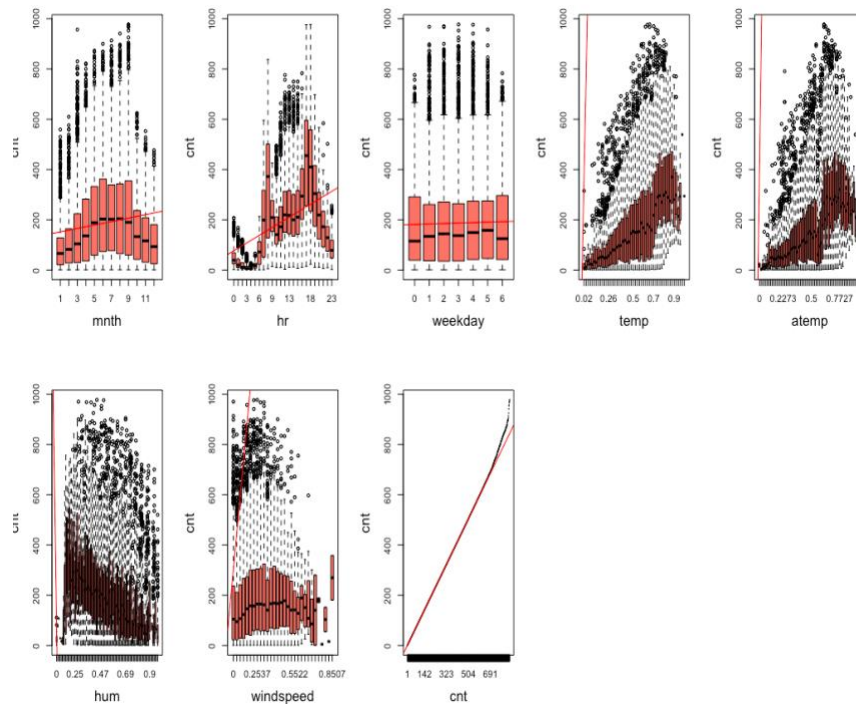 cnt
0 200 400 600 800 1000
1 3 5 7 9 11
mnth
cnt
0 200 400 600 800 1000
0 3 6 9 13 18 23
hr
cnt
0 200 400 600 800 1000
0 1 2 3 4 5 6
weekday
cnt
0 200 400 600 800 1000
0.02 0.26 0.5 0.7 0.9
temp
cnt
0 200 400 600 800 1000
0 0.2273 0.5 0.7727
atemp
cnt
0 200 400 600 800 1000
0 0.25 0.47 0.69 0.9
hum
cnt
0 200 400 600 800 1000
0 0.2537 0.5522 0.8507
windspeed
cnt
0 200 400 600 800 1000
1 142 323 504 691
cnt